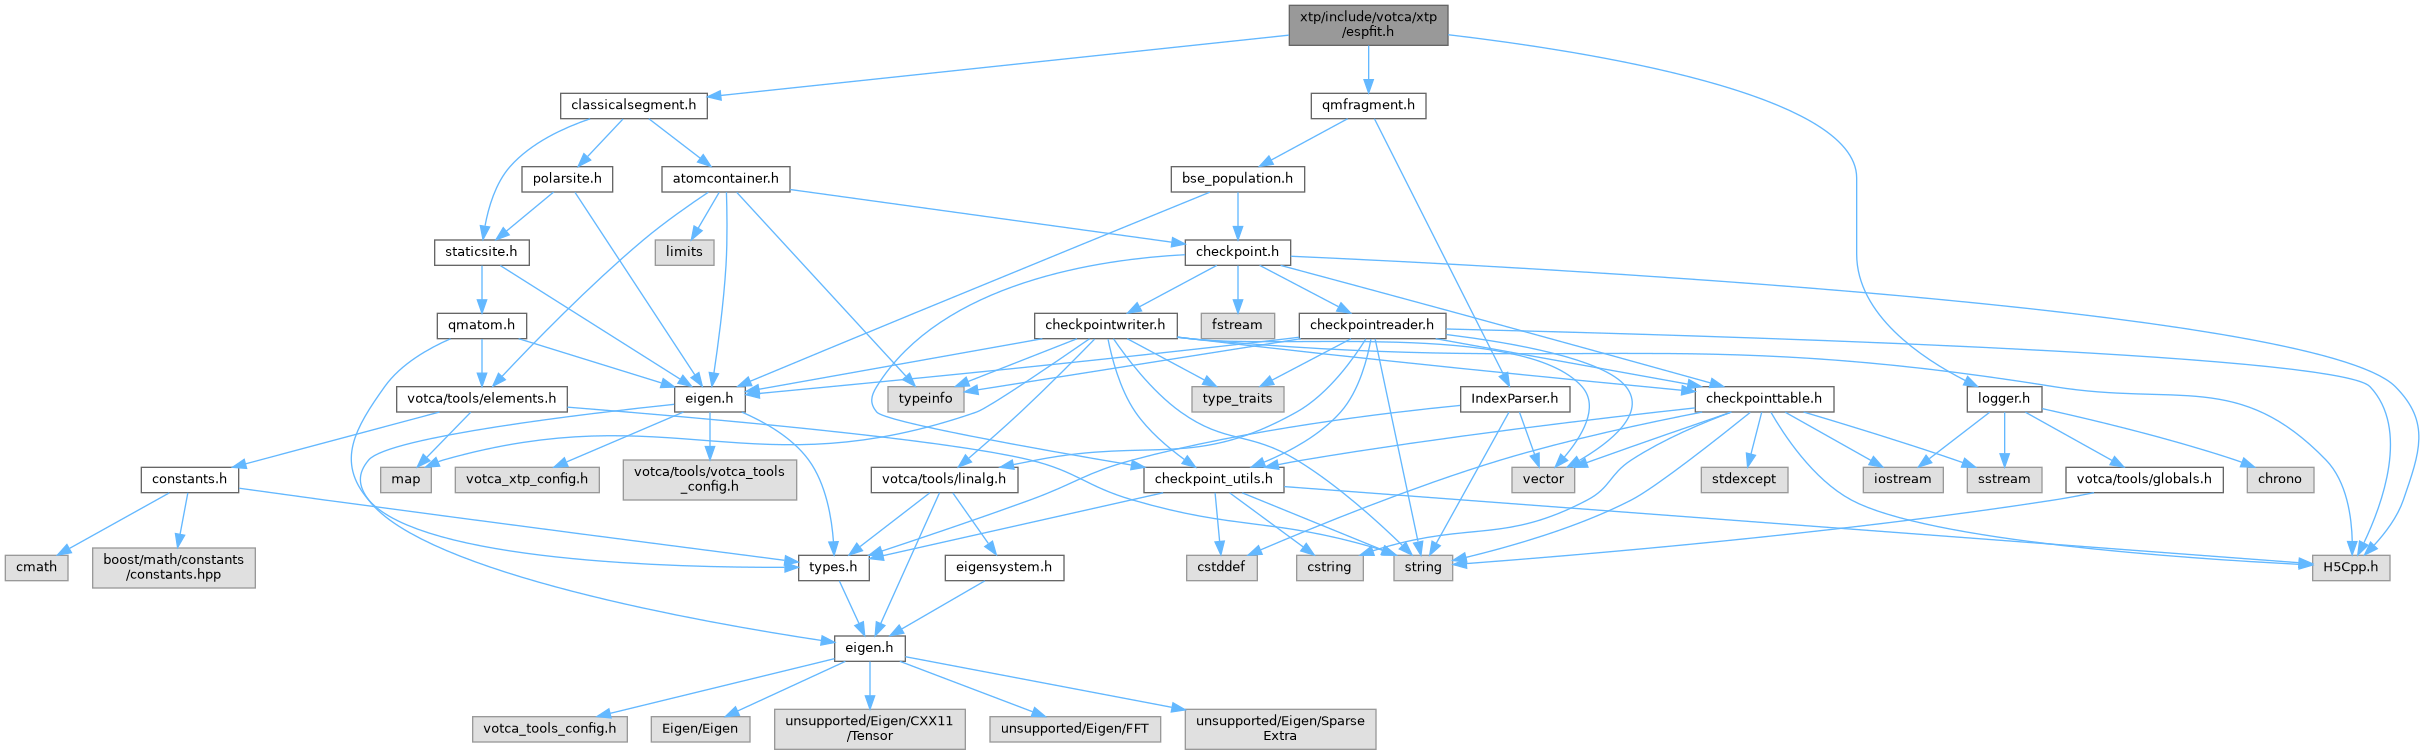 xtp/include/votca/xtp
/espfit.h
classicalsegment.h
qmfragment.h
polarsite.h
atomcontainer.h
bse_population.h
staticsite.h
limits
checkpoint.h
qmatom.h
checkpointwriter.h
fstream
checkpointreader.h
votca/tools/elements.h
eigen.h
typeinfo
type_traits
IndexParser.h
checkpointtable.h
logger.h
constants.h
map
votca_xtp_config.h
votca/tools/votca_tools
_config.h
votca/tools/linalg.h
checkpoint_utils.h
vector
stdexcept
iostream
sstream
votca/tools/globals.h
chrono
cmath
boost/math/constants
/constants.hpp
types.h
eigensystem.h
cstddef
cstring
string
H5Cpp.h
eigen.h
votca_tools_config.h
Eigen/Eigen
unsupported/Eigen/CXX11
/Tensor
unsupported/Eigen/FFT
unsupported/Eigen/Sparse
Extra